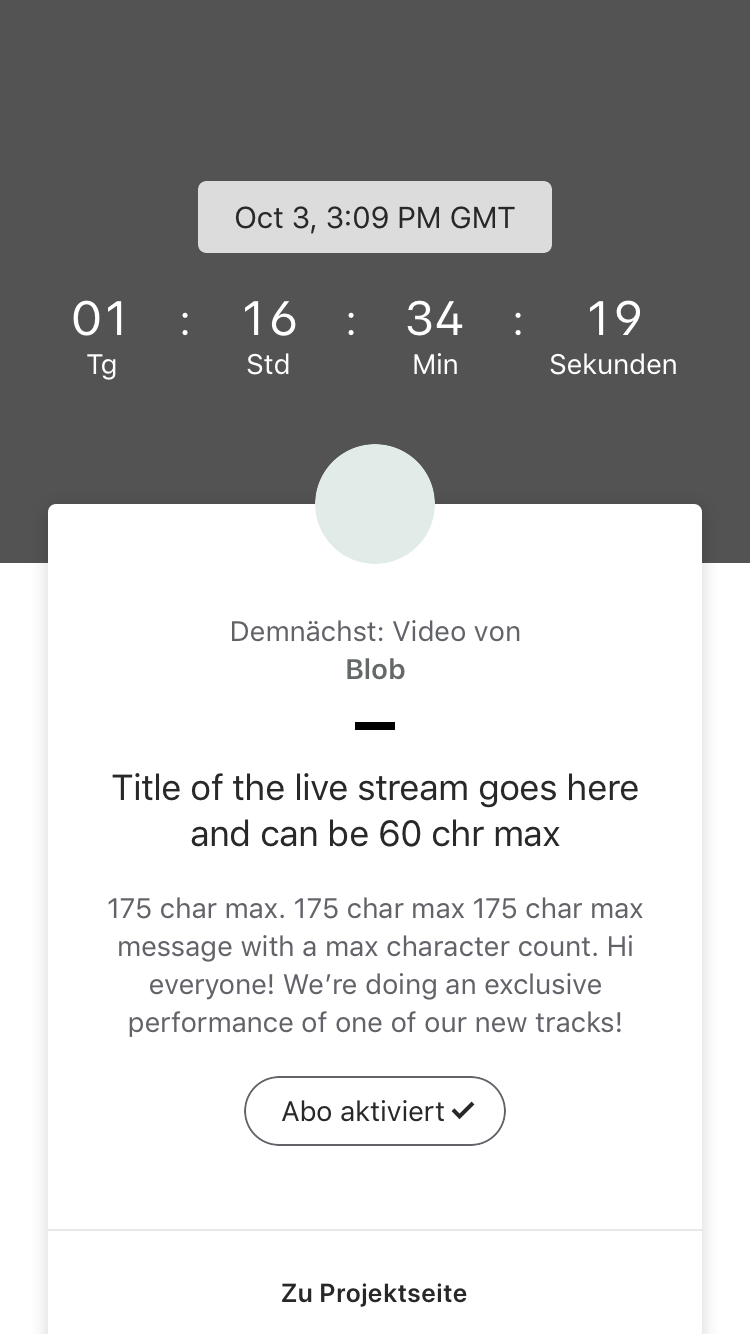 Oct 3, 3:09 PM GMT
01 : 16 : 34 : 19
Tg Std Min Sekunden
Demnächst: Video von
Blob
Title of the live stream goes here
and can be 60 chr max
175 char max. 175 char max 175 char max
message with a max character count. Hi
everyone! We’re doing an exclusive
performance of one of our new tracks!
Abo aktiviert ✔
Zu Projektseite